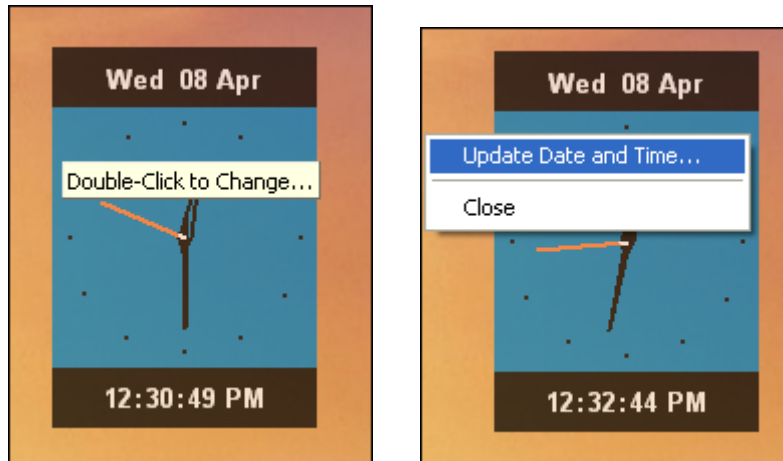 Wed 08 Apr
Double-Click to Change...
12:30:49 PM
Wed 08 Apr
Update Date and Time...
Close
12:32:44 PM